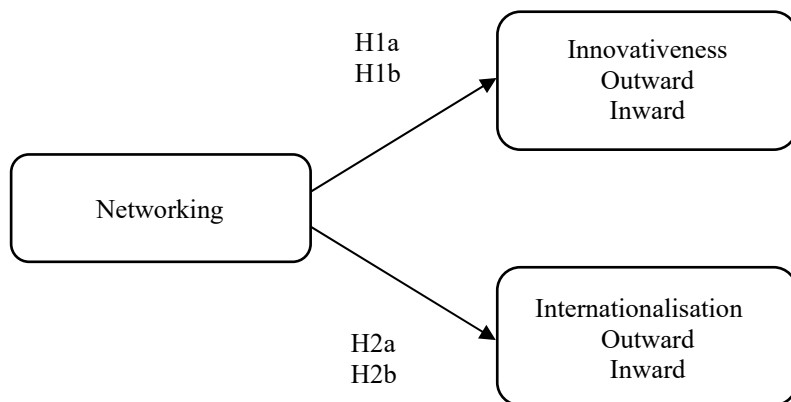 H1a
H1b
Innovativeness
Outward
Inward
Networking
H2a
H2b
Internationalisation
Outward
Inward